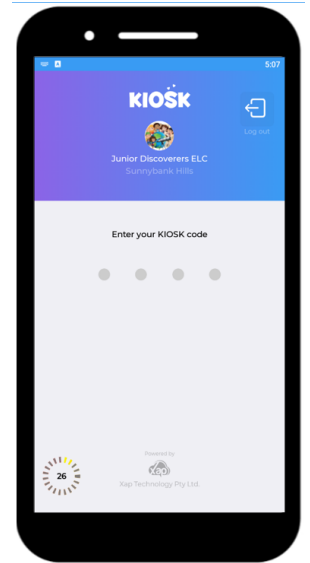 5:07
KIOSK
Log out
Junior Discoverers ELC
Sunnybank Hills
Enter your KIOSK code
26
Powered by
Xap
Xap Technology Pty Ltd.